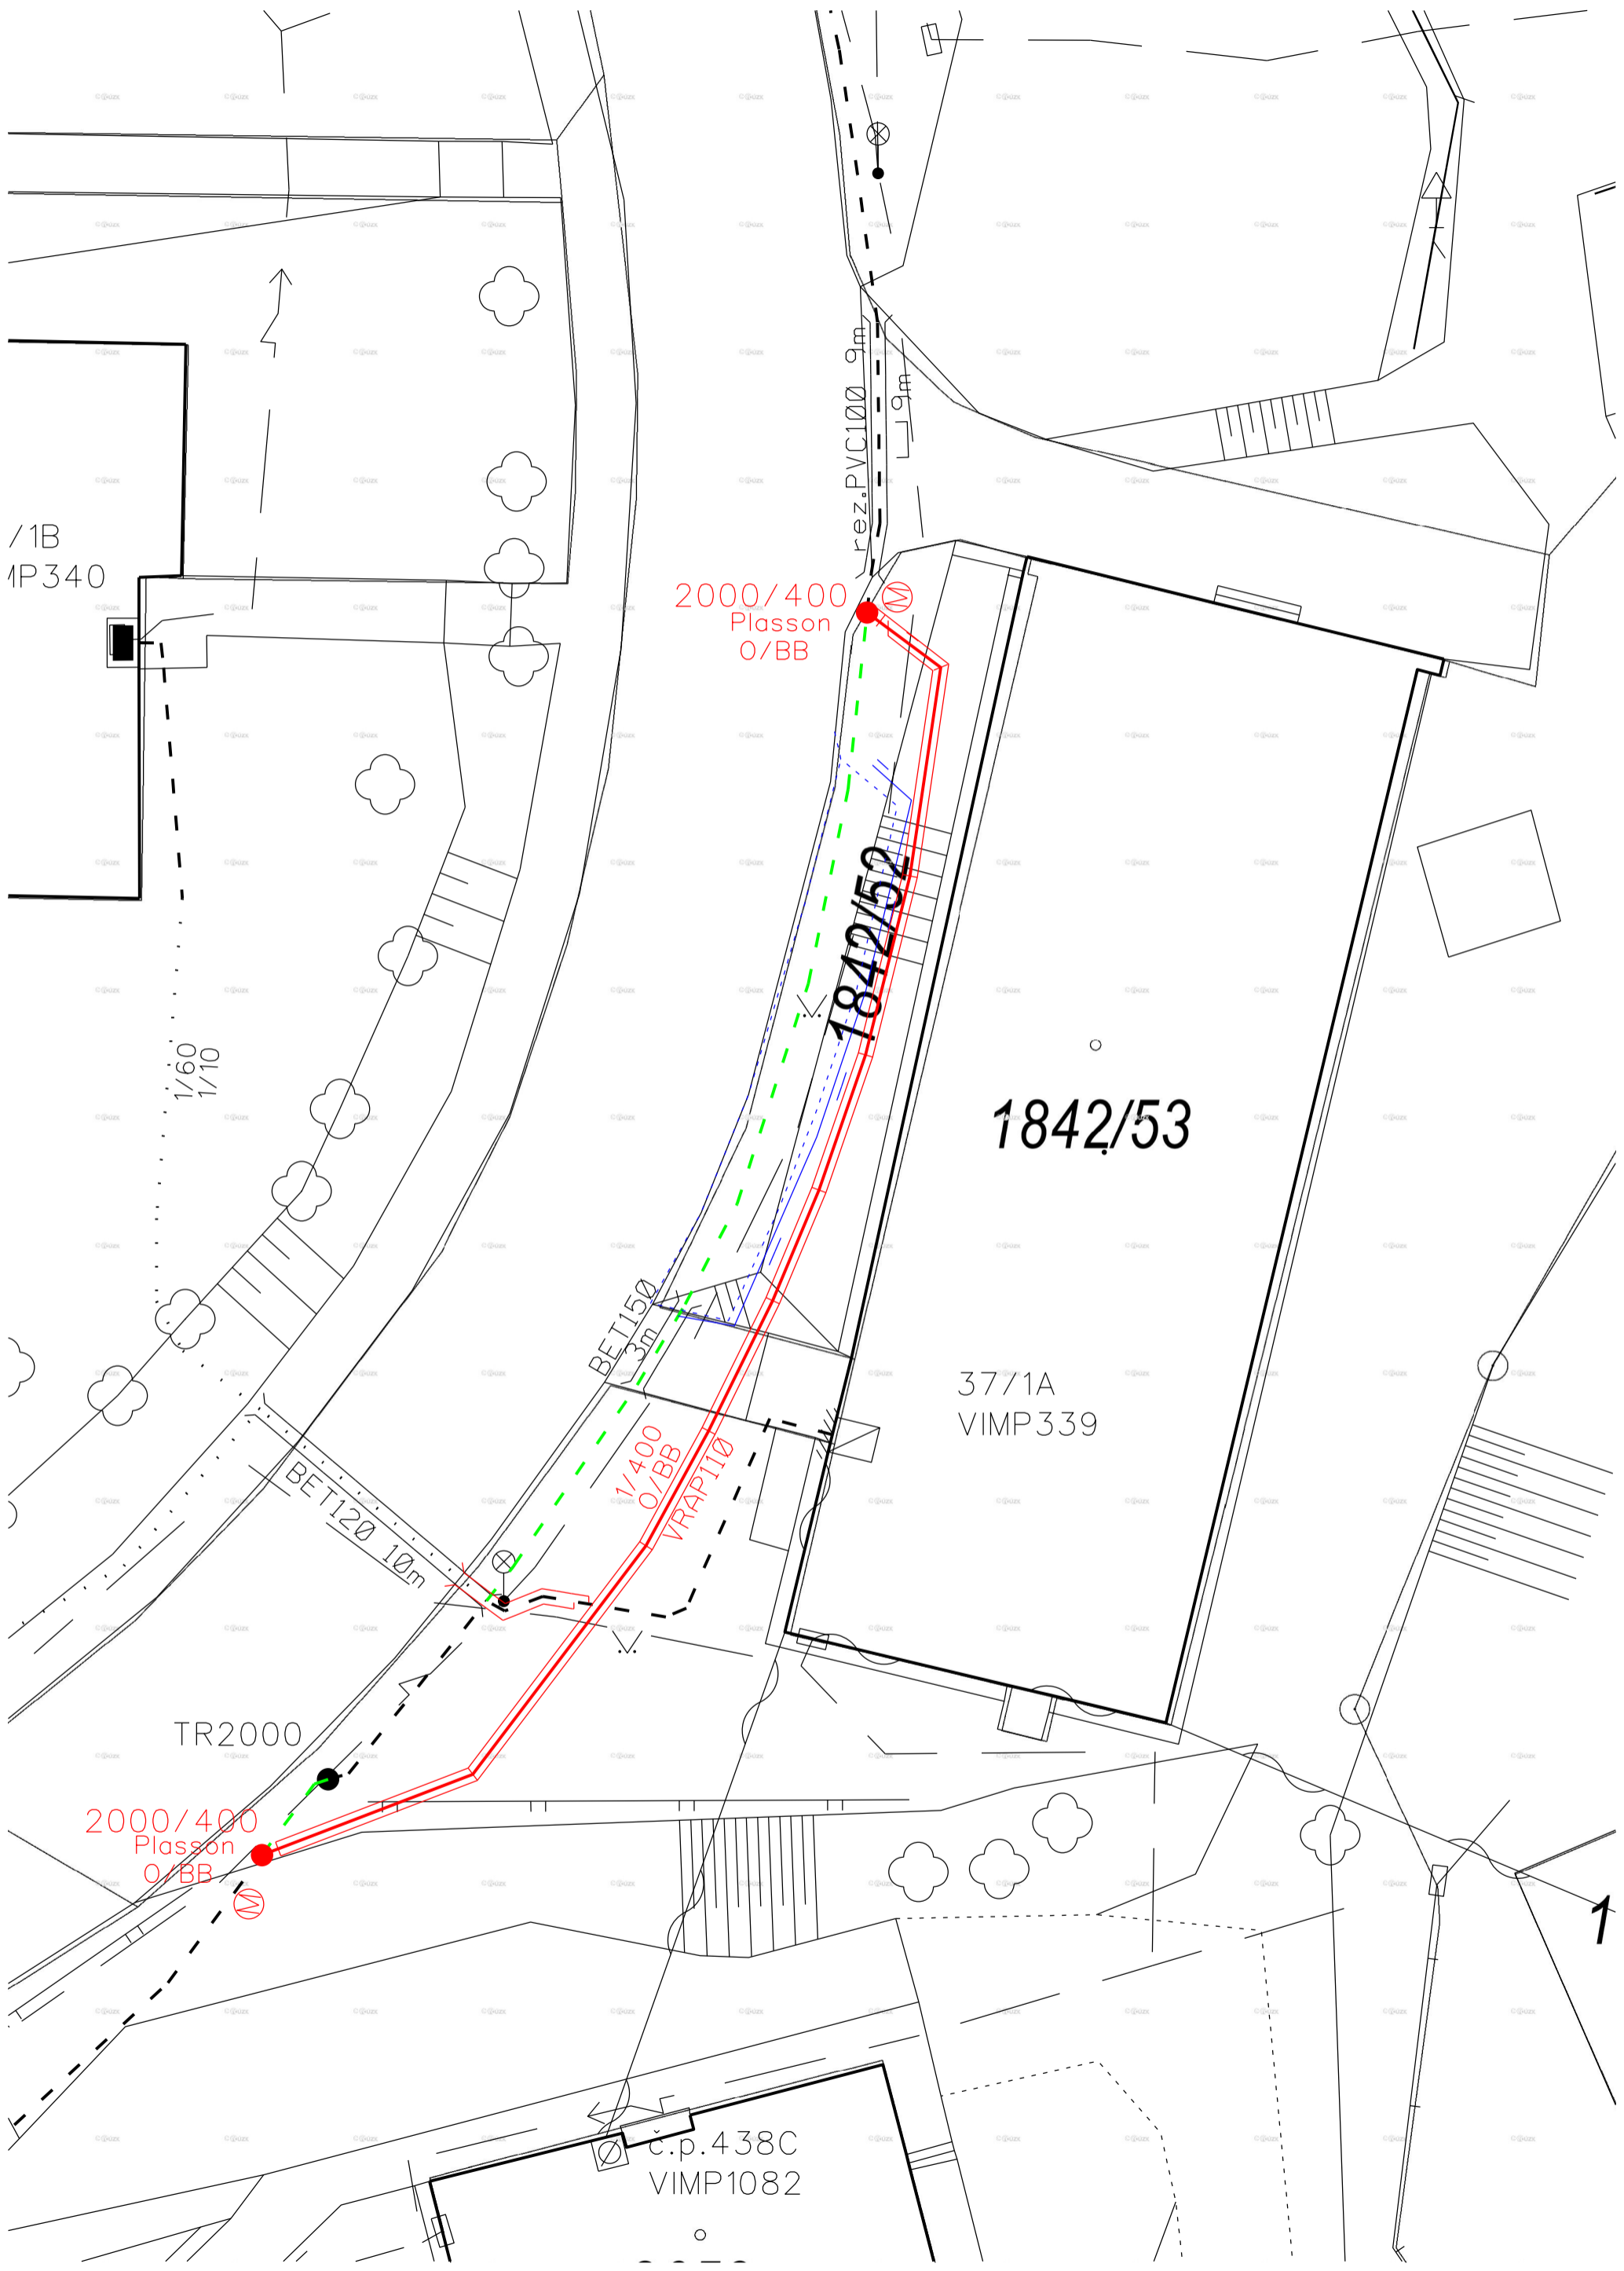 rez.PVC100 9m
9m
/1B
MP340
2000/400
Plasson
O/BB
M
1842/52
1842/53
1/60
1/10
BET150
3m
37/1A
VIMP339
1/400
O/BB
VRAP110
BET120 10m
TR2000
2000/400
Plasson
O/BB
M
1
č.p.438C
VIMP1082